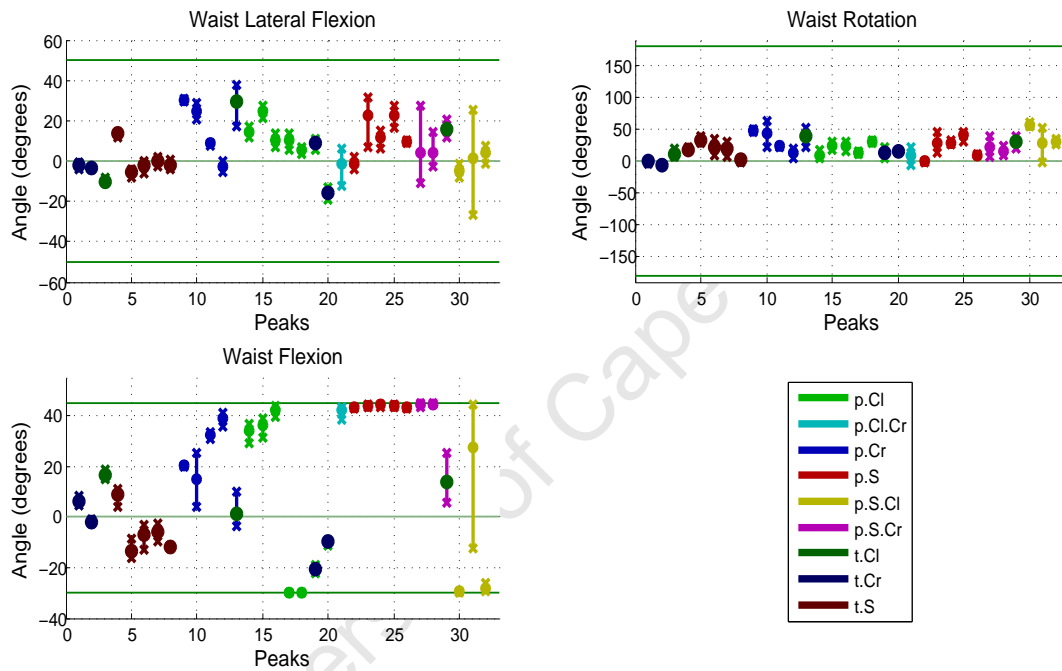 Waist Lateral Flexion
60
40
20
0
−20
−40
−60
Angle (degrees)
0 5 10 15 20 25 30
Peaks
Waist Rotation
150
100
50
0
−50
−100
−150
Angle (degrees)
0 5 10 15 20 25 30
Peaks
Waist Flexion
40
20
0
−20
−40
Angle (degrees)
0 5 10 15 20 25 30
Peaks
p.Cl
p.Cl.Cr
p.Cr
p.S
p.S.Cl
p.S.Cr
t.Cl
t.Cr
t.S
of Cape